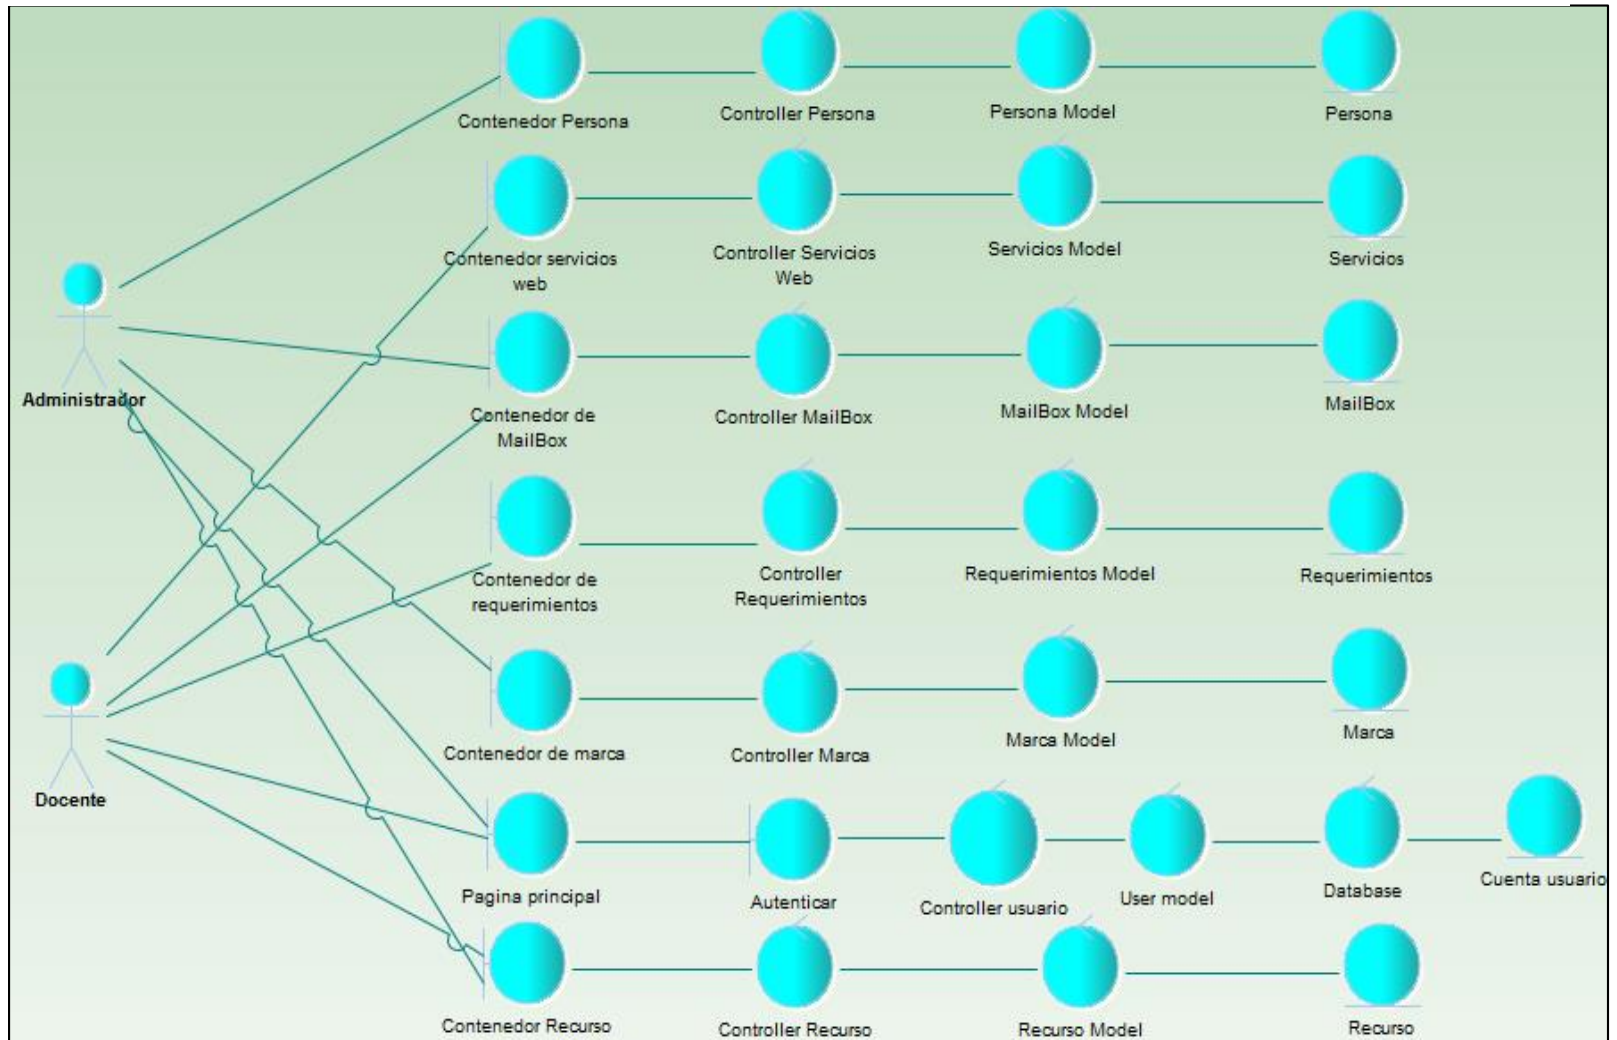 Contenedor Persona
Controller Persona
Persona Model
Persona
Contenedor servicios
web
Controller Servicios
Web
Servicios Model
Servicios
Administrador
Contenedor de
MailBox
Controller MailBox
MailBox Model
MailBox
Contenedor de
requerimientos
Controller
Requerimientos
Requerimientos Model
Requerimientos
Docente
Contenedor de marca
Controller Marca
Marca Model
Marca
Pagina principal
Autenticar
Controller usuario
User model
Database
Cuenta usuario
Contenedor Recurso
Controller Recurso
Recurso Model
Recurso